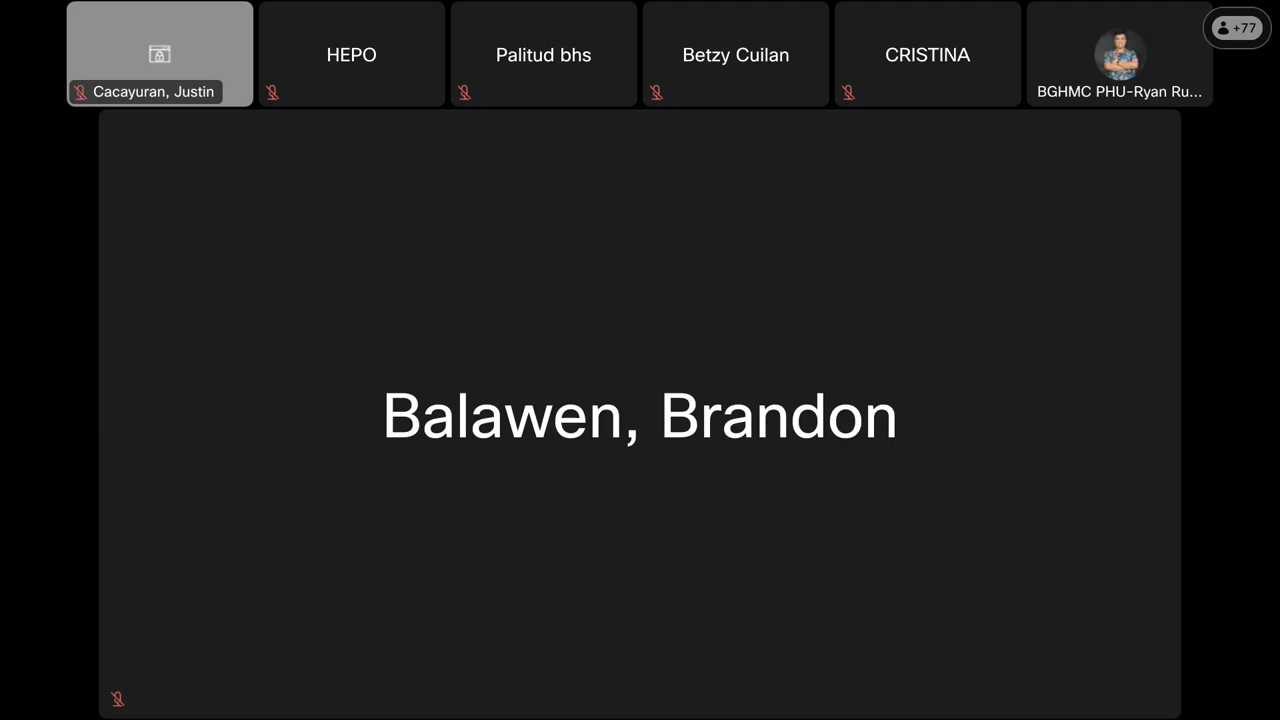 Cacayuran, Justin
HEPO
Palitud bhs
Betzy Cuilan
CRISTINA
BGHMC PHU-Ryan Ru...
+77
Balawen, Brandon